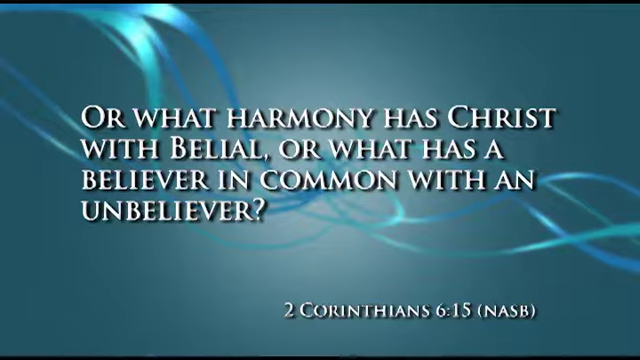 Or what harmony has Christ
with Belial, or what has a
believer in common with an
unbeliever?
2 Corinthians 6:15 (NASB)